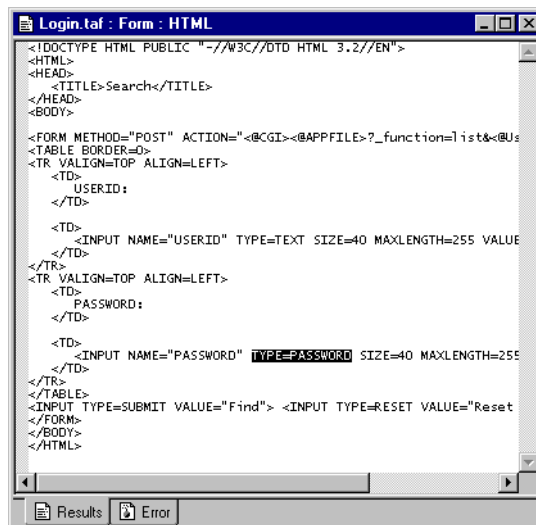 Login.taf : Form : HTML
<!DOCTYPE HTML PUBLIC "-//W3C//DTD HTML 3.2//EN">
<HTML>
<HEAD>
<TITLE>Search</TITLE>
</HEAD>
<BODY>
<FORM METHOD="POST" ACTION="<@CGI><@APPFILE>?_function=list&<@Us
<TABLE BORDER=0>
<TR VALIGN=TOP ALIGN=LEFT>
<TD>
USERID:
</TD>
<TD>
<INPUT NAME="USERID" TYPE=TEXT SIZE=40 MAXLENGTH=255 VALUE
</TD>
</TR>
<TR VALIGN=TOP ALIGN=LEFT>
<TD>
PASSWORD:
</TD>
<TD>
<INPUT NAME="PASSWORD" TYPE=PASSWORD SIZE=40 MAXLENGTH=255
</TD>
</TR>
</TABLE>
<INPUT TYPE=SUBMIT VALUE="Find"> <INPUT TYPE=RESET VALUE="Reset
</FORM>
</BODY>
</HTML>
Results Error